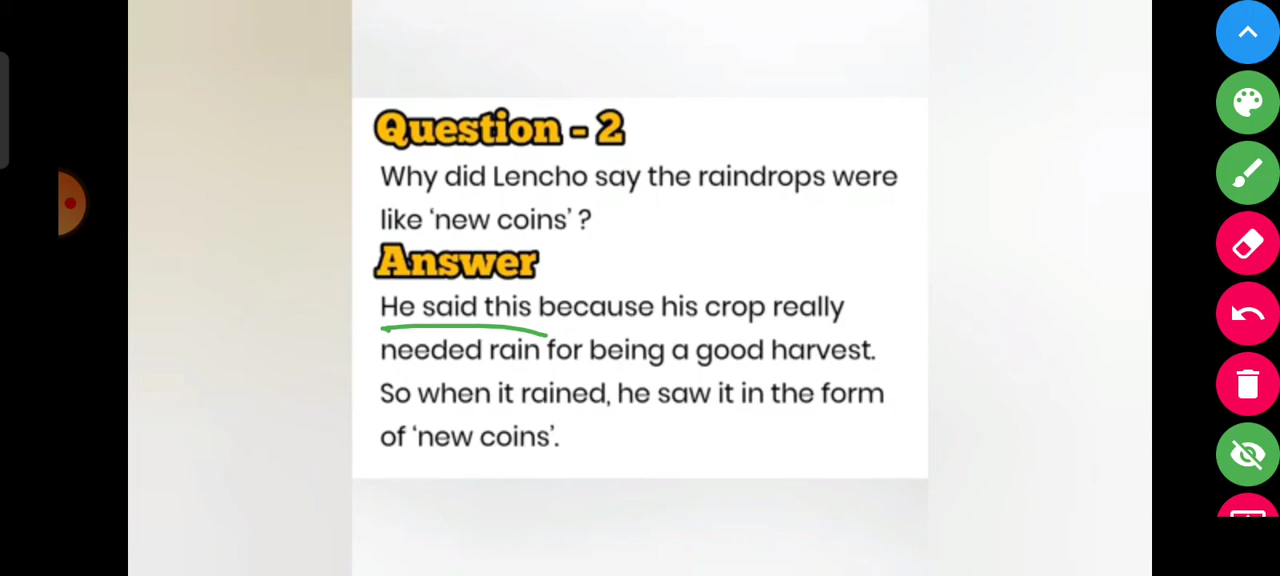 Question - 2
Why did Lencho say the raindrops were
like ‘new coins’ ?
Answer
He said this because his crop really
needed rain for being a good harvest.
So when it rained, he saw it in the form
of ‘new coins’.